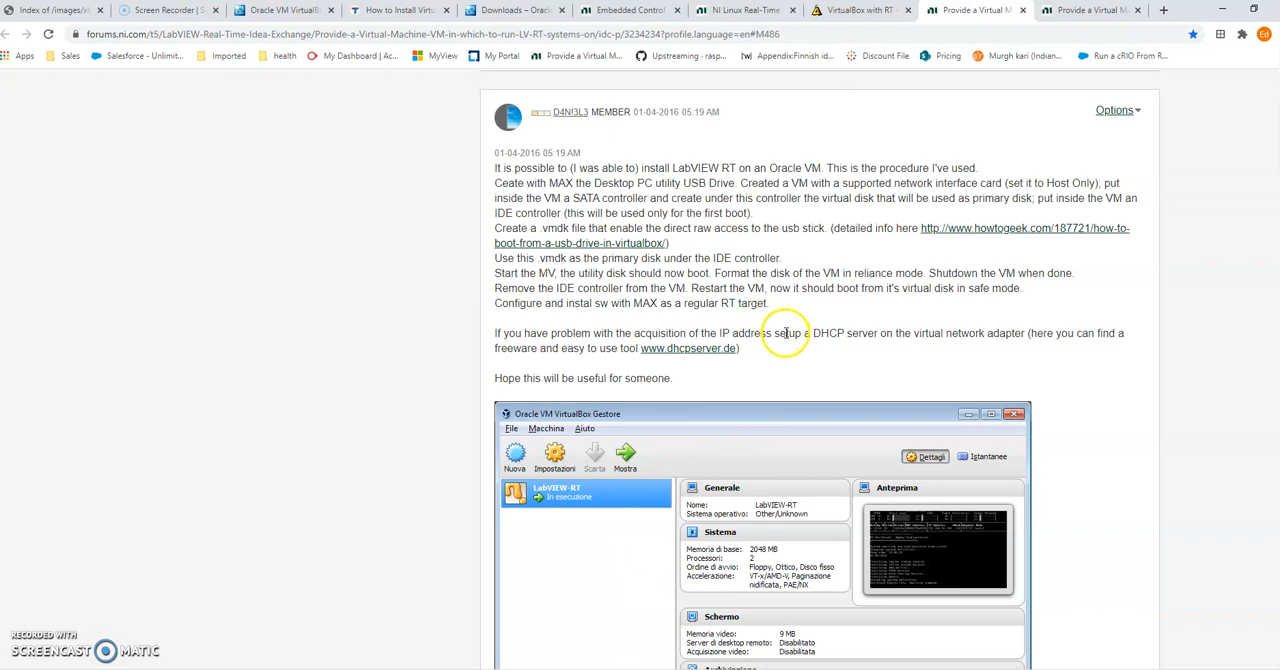 Index of /images/xil
Screen Recorder | S
Oracle VM VirtualB
How to Install Virtu
Downloads – Oracle
Embedded Control
NI Linux Real-Time
VirtualBox with RT
Provide a Virtual M
Provide a Virtual M
forums.ni.com/t5/LabVIEW-Real-Time-Idea-Exchange/Provide-a-Virtual-Machine-VM-in-which-to-run-LV-RT-systems-on/idc-p/3234234?profile.language=en#M486
Ed
Apps
Sales
Salesforce - Unlimit...
Imported
health
My Dashboard | Ac...
MyView
My Portal
Provide a Virtual M...
Upstreaming · rasp...
Appendix:Finnish id...
Discount File
Pricing
Murgh kari (Indian...
Run a cRIO From R...
D4N!3L3 MEMBER 01-04-2016 05:19 AM
Options
01-04-2016 05:19 AM
It is possible to (I was able to) install LabVIEW RT on an Oracle VM. This is the procedure I've used.
Ceate with MAX the Desktop PC utility USB Drive. Created a VM with a supported network interface card (set it to Host Only); put
inside the VM a SATA controller and create under this controller the virtual disk that will be used as primary disk; put inside the VM an
IDE controller (this will be used only for the first boot).
Create a .vmdk file that enable the direct raw access to the usb stick. (detailed info here http://www.howtogeek.com/187721/how-to-
boot-from-a-usb-drive-in-virtualbox/)
Use this .vmdk as the primary disk under the IDE controller.
Start the MV, the utility disk should now boot. Format the disk of the VM in reliance mode. Shutdown the VM when done.
Remove the IDE controller from the VM. Restart the VM, now it should boot from it's virtual disk in safe mode.
Configure and instal sw with MAX as a regular RT target.
If you have problem with the acquisition of the IP address setup a DHCP server on the virtual network adapter (here you can find a
freeware and easy to use tool www.dhcpserver.de)
Hope this will be useful for someone.
Oracle VM VirtualBox Gestore
File Macchina Aiuto
Nuova Impostazioni Scarta Mostra
Dettagli Istantanee
LabVIEW-RT
In esecuzione
Generale
Nome: LabVIEW-RT
Sistema operativo: Other/Unknown
Anteprima
Sistema
Memoria di base: 2048 MB
Processori: 2
Ordine di avvio: Floppy, Ottico, Disco fisso
Accelerazione: VT-x/AMD-V, Paginazione
nidificata, PAE/NX
Schermo
Memoria video: 9 MB
Server di desktop remoto: Disabilitato
Acquisizione video: Disabilitata
RECORDED WITH
SCREENCAST MATIC